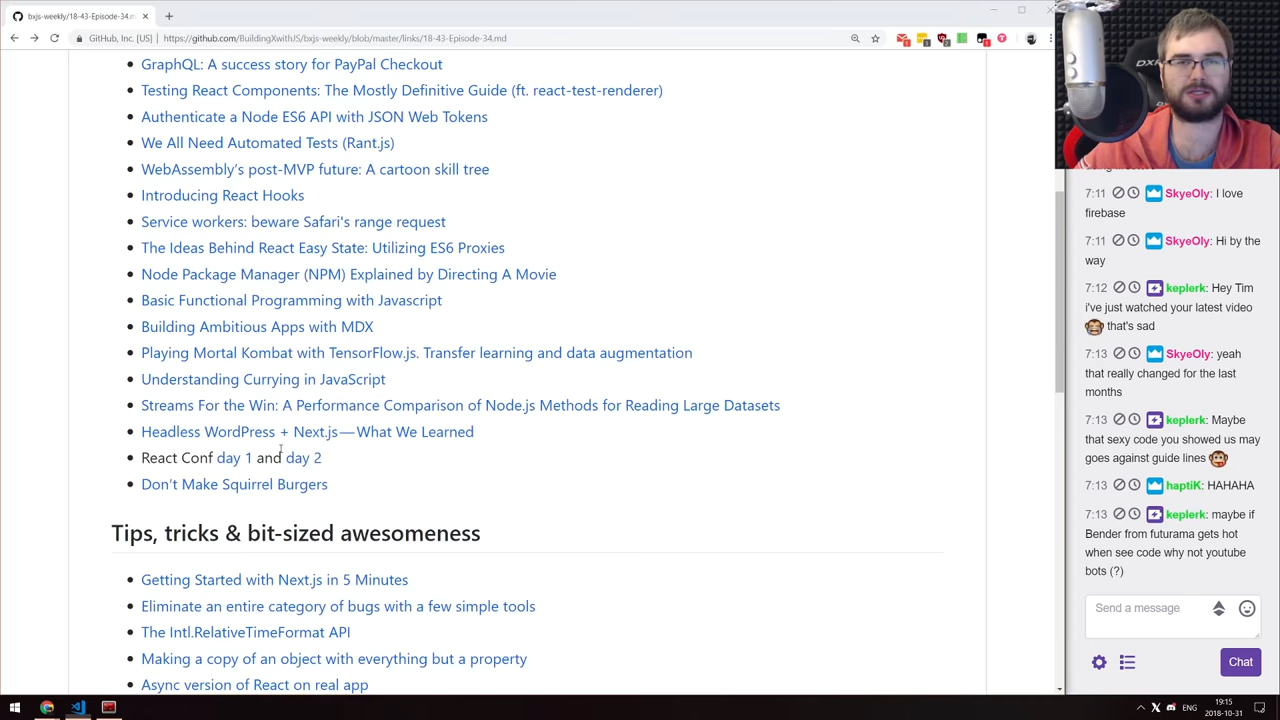 bxjs-weekly/18-43-Episode-34.m
GitHub, Inc. [US] | https://github.com/BuildingXwithJS/bxjs-weekly/blob/master/links/18-43-Episode-34.md
GraphQL: A success story for PayPal Checkout
Testing React Components: The Mostly Definitive Guide (ft. react-test-renderer)
Authenticate a Node ES6 API with JSON Web Tokens
We All Need Automated Tests (Rant.js)
WebAssembly’s post-MVP future: A cartoon skill tree
Introducing React Hooks
Service workers: beware Safari's range request
The Ideas Behind React Easy State: Utilizing ES6 Proxies
Node Package Manager (NPM) Explained by Directing A Movie
Basic Functional Programming with Javascript
Building Ambitious Apps with MDX
Playing Mortal Kombat with TensorFlow.js. Transfer learning and data augmentation
Understanding Currying in JavaScript
Streams For the Win: A Performance Comparison of Node.js Methods for Reading Large Datasets
Headless WordPress + Next.js — What We Learned
React Conf day 1 and day 2
Don’t Make Squirrel Burgers
Tips, tricks & bit-sized awesomeness
Getting Started with Next.js in 5 Minutes
Eliminate an entire category of bugs with a few simple tools
The Intl.RelativeTimeFormat API
Making a copy of an object with everything but a property
Async version of React on real app
7:11 SkyeOly: I love
firebase
7:11 SkyeOly: Hi by the
way
7:12 keplerk: Hey Tim
i've just watched your latest video
that's sad
7:13 SkyeOly: yeah
that really changed for the last
months
7:13 keplerk: Maybe
that sexy code you showed us may
goes against guide lines
7:13 haptiK: HAHAHA
7:13 keplerk: maybe if
Bender from futurama gets hot
when see code why not youtube
bots (?)
Send a message
Chat
ENG
19:15
2018-10-31